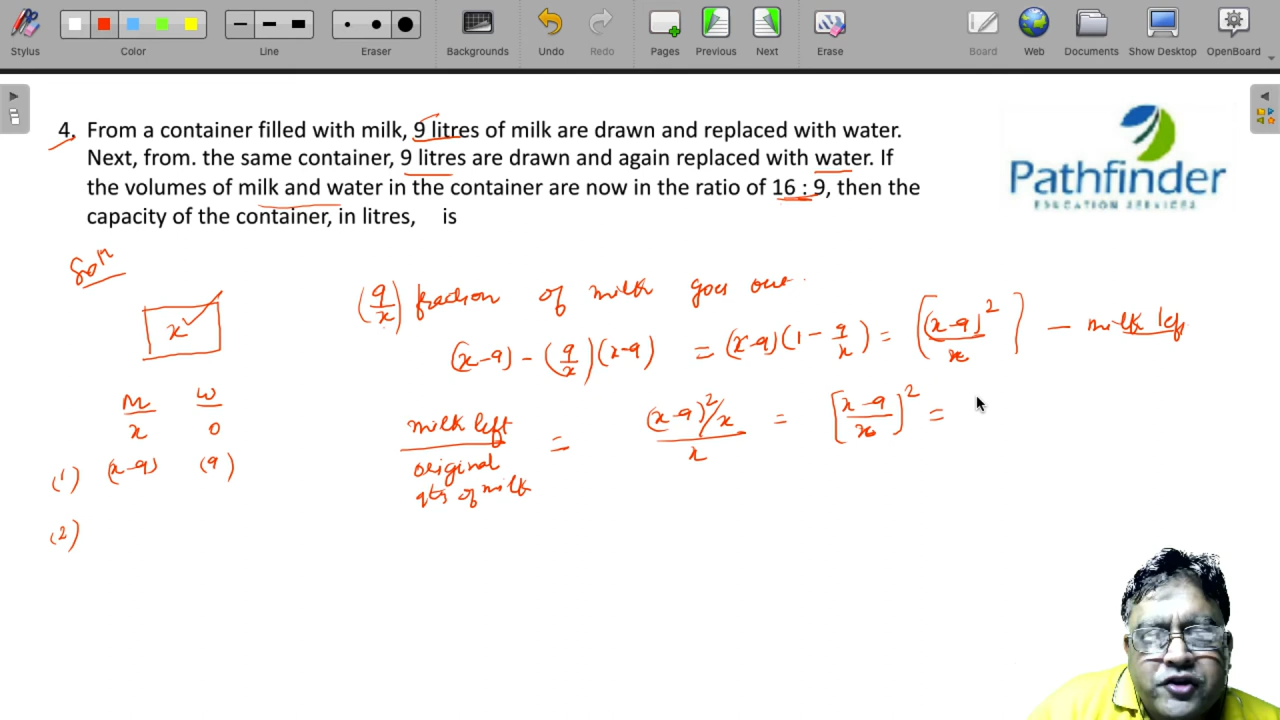 Stylus Color Line Eraser Backgrounds Undo Redo Pages Previous Next Erase Board Web Documents Show Desktop OpenBoard
4. From a container filled with milk, 9 litres of milk are drawn and replaced with water.
Next, from. the same container, 9 litres are drawn and again replaced with water. If
the volumes of milk and water in the container are now in the ratio of 16 : 9, then the
capacity of the container, in litres, is
Pathfinder
EDUCATION SERVICES
Solⁿ
(9/x) fraction of milk goes out.
x
(x-9) - (9/x)(x-9) = (x-9)(1 - 9/x) = [(x-9)²/x] — milk left
M W
x 0
(1) (x-9) (9)
(2)
milk left / original qty of milk = (x-9)²/x / x = [x-9/x]² =